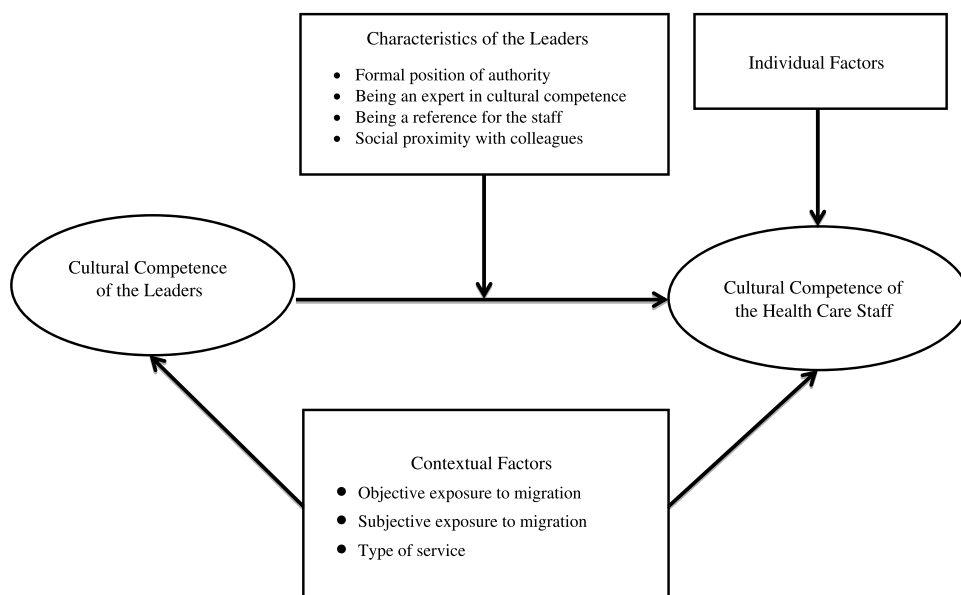 Characteristics of the Leaders
• Formal position of authority
• Being an expert in cultural competence
• Being a reference for the staff
• Social proximity with colleagues
Individual Factors
Cultural Competence
of the Leaders
Cultural Competence of
the Health Care Staff
Contextual Factors
• Objective exposure to migration
• Subjective exposure to migration
• Type of service